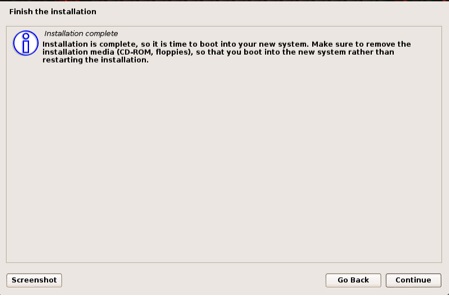 Finish the installation
Installation complete
Installation is complete, so it is time to boot into your new system. Make sure to remove the
installation media (CD-ROM, floppies), so that you boot into the new system rather than
restarting the installation.
Screenshot
Go Back
Continue